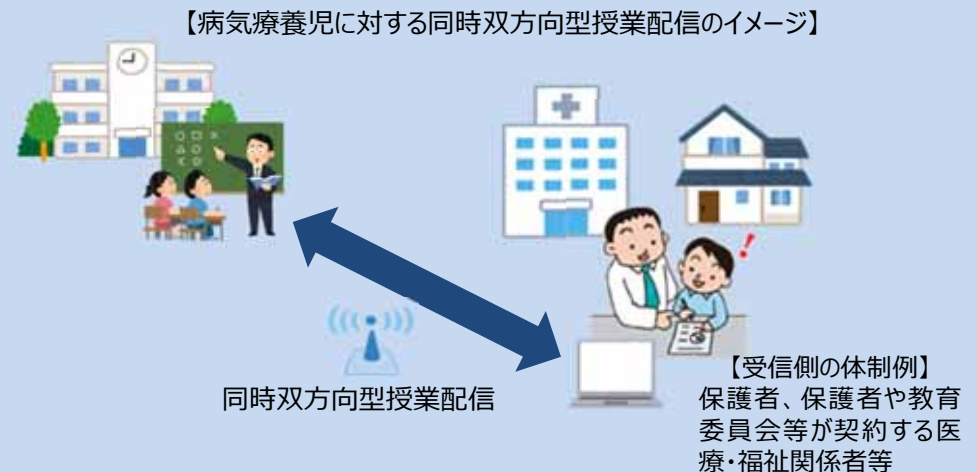 【病気療養児に対する同時双方向型授業配信のイメージ】
同時双方向型授業配信
【受信側の体制例】
保護者、保護者や教育
委員会等が契約する医
療・福祉関係者等